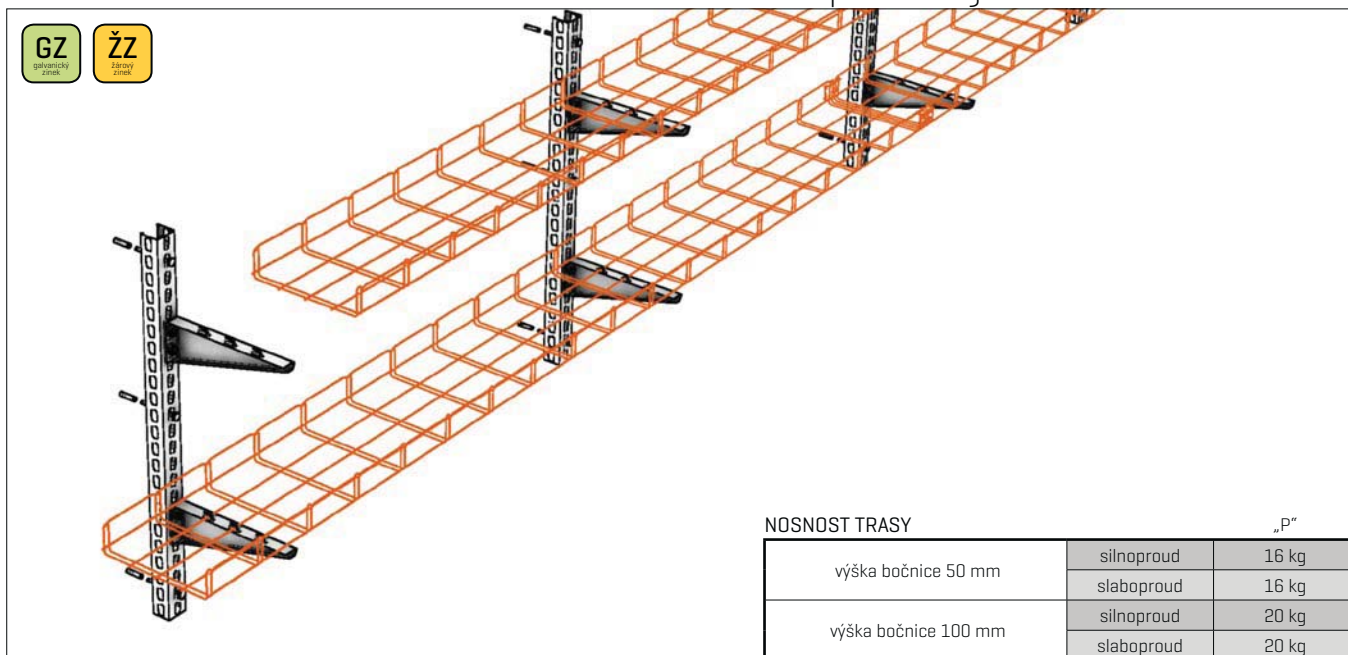 GZ
galvanický
zinek
ŽZ
žárový
zinek
NOSNOST TRASY „P“
výška bočnice 50 mm silnoproud 16 kg
slaboproud 16 kg
výška bočnice 100 mm silnoproud 20 kg
slaboproud 20 kg